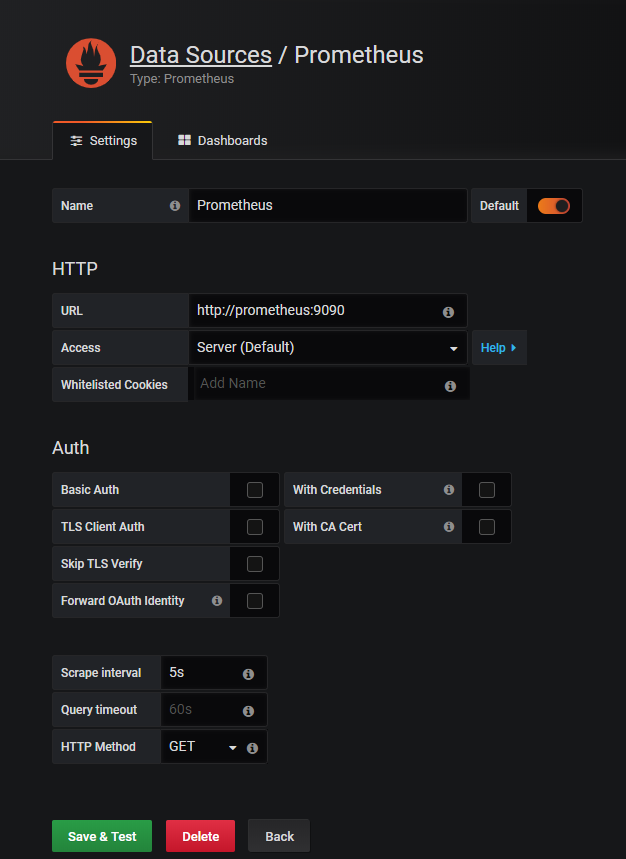 Data Sources / Prometheus
Type: Prometheus
Settings
Dashboards
Name
Prometheus
Default
HTTP
URL
http://prometheus:9090
Access
Server (Default)
Help
Whitelisted Cookies
Add Name
Auth
Basic Auth
With Credentials
TLS Client Auth
With CA Cert
Skip TLS Verify
Forward OAuth Identity
Scrape interval
5s
Query timeout
60s
HTTP Method
GET
Save & Test
Delete
Back